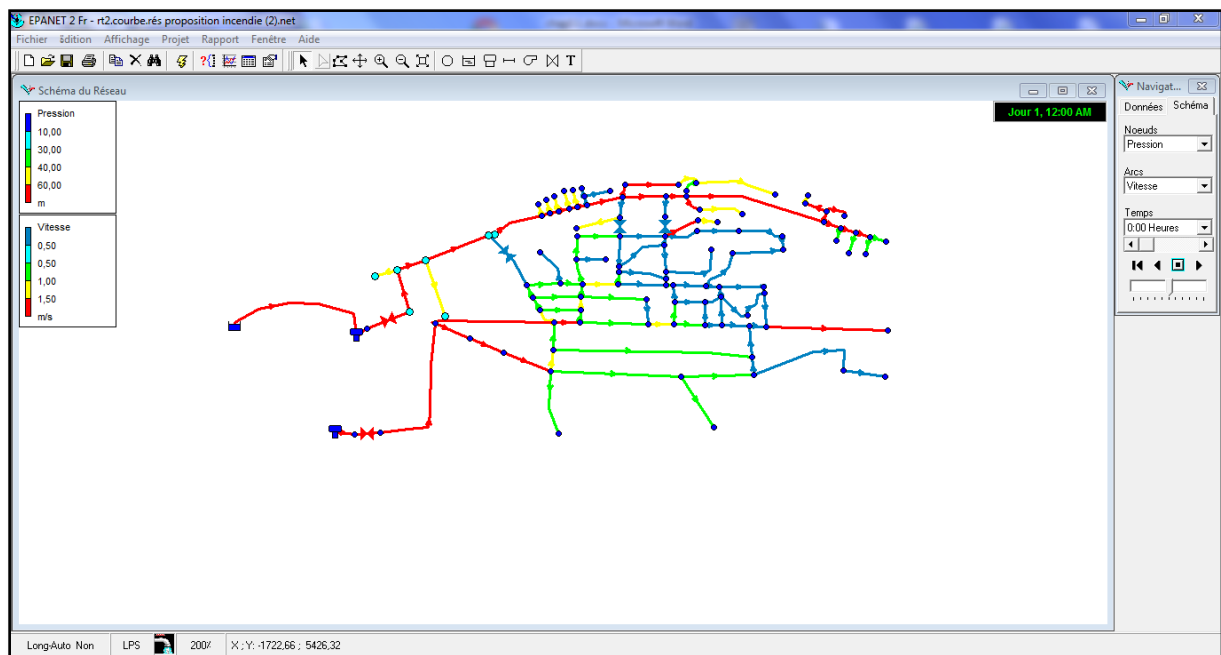 EPANET 2 Fr - rt2.courbe.rés proposition incendie (2).net
Fichier Edition Affichage Projet Rapport Fenêtre Aide
Schéma du Réseau
Pression
10,00
30,00
40,00
60,00
m
Vitesse
0,50
0,50
1,00
1,50
m/s
Jour 1, 12:00 AM
Navigat...
Données Schéma
Noeuds
Pression
Arcs
Vitesse
Temps
0:00 Heures
Long-Auto Non LPS 200% X ; Y: -1722,66 ; 5426,32